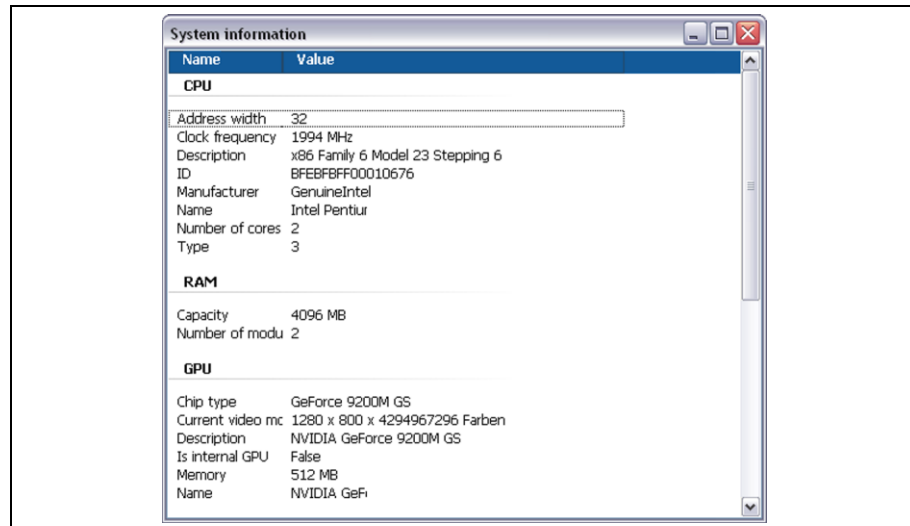 System information
Name Value
CPU
Address width 32
Clock frequency 1994 MHz
Description x86 Family 6 Model 23 Stepping 6
ID BFEBFBFF00010676
Manufacturer GenuineIntel
Name Intel Pentiur
Number of cores 2
Type 3
RAM
Capacity 4096 MB
Number of modu 2
GPU
Chip type GeForce 9200M GS
Current video mc 1280 x 800 x 4294967296 Farben
Description NVIDIA GeForce 9200M GS
Is internal GPU False
Memory 512 MB
Name NVIDIA GeF